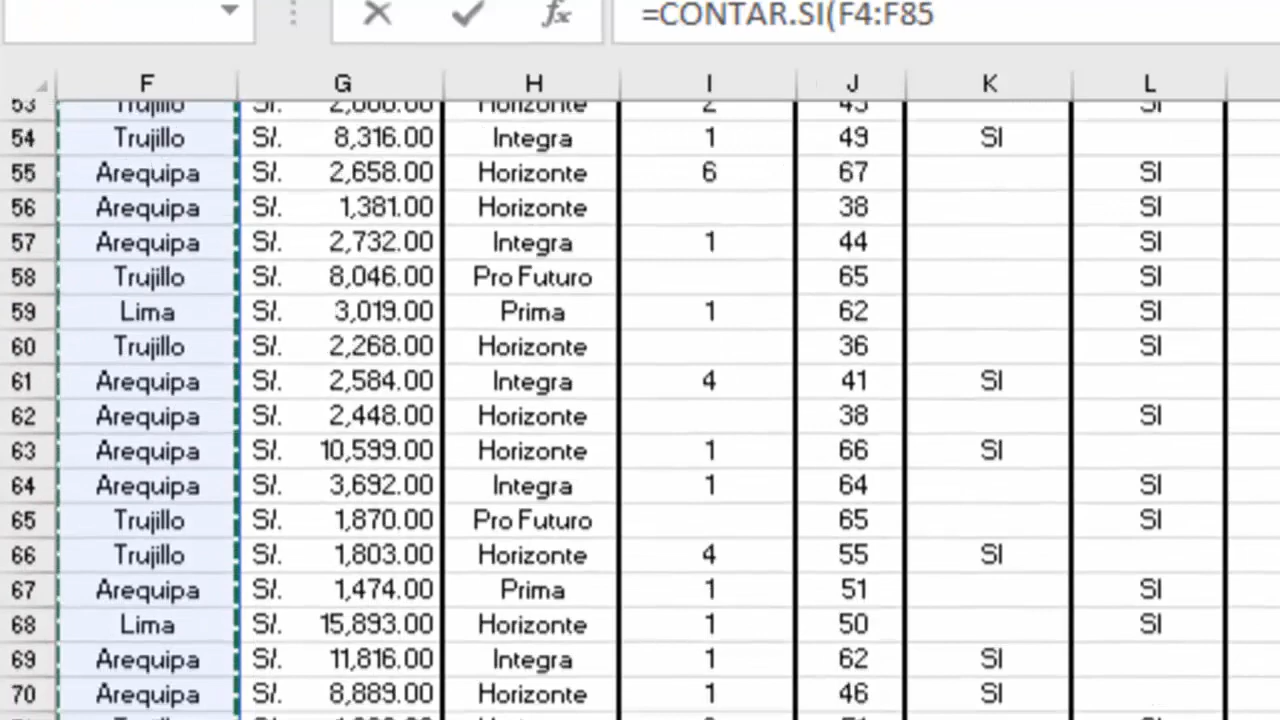 =CONTAR.SI(F4:F85
F G H I J K L
53 Trujillo S/. 2,000.00 Horizonte 2 43 SI
54 Trujillo S/. 8,316.00 Integra 1 49 SI
55 Arequipa S/. 2,658.00 Horizonte 6 67 SI
56 Arequipa S/. 1,381.00 Horizonte 38 SI
57 Arequipa S/. 2,732.00 Integra 1 44 SI
58 Trujillo S/. 8,046.00 Pro Futuro 65 SI
59 Lima S/. 3,019.00 Prima 1 62 SI
60 Trujillo S/. 2,268.00 Horizonte 36 SI
61 Arequipa S/. 2,584.00 Integra 4 41 SI
62 Arequipa S/. 2,448.00 Horizonte 38 SI
63 Arequipa S/. 10,599.00 Horizonte 1 66 SI
64 Arequipa S/. 3,692.00 Integra 1 64 SI
65 Trujillo S/. 1,870.00 Pro Futuro 65 SI
66 Trujillo S/. 1,803.00 Horizonte 4 55 SI
67 Arequipa S/. 1,474.00 Prima 1 51 SI
68 Lima S/. 15,893.00 Horizonte 1 50 SI
69 Arequipa S/. 11,816.00 Integra 1 62 SI
70 Arequipa S/. 8,889.00 Horizonte 1 46 SI